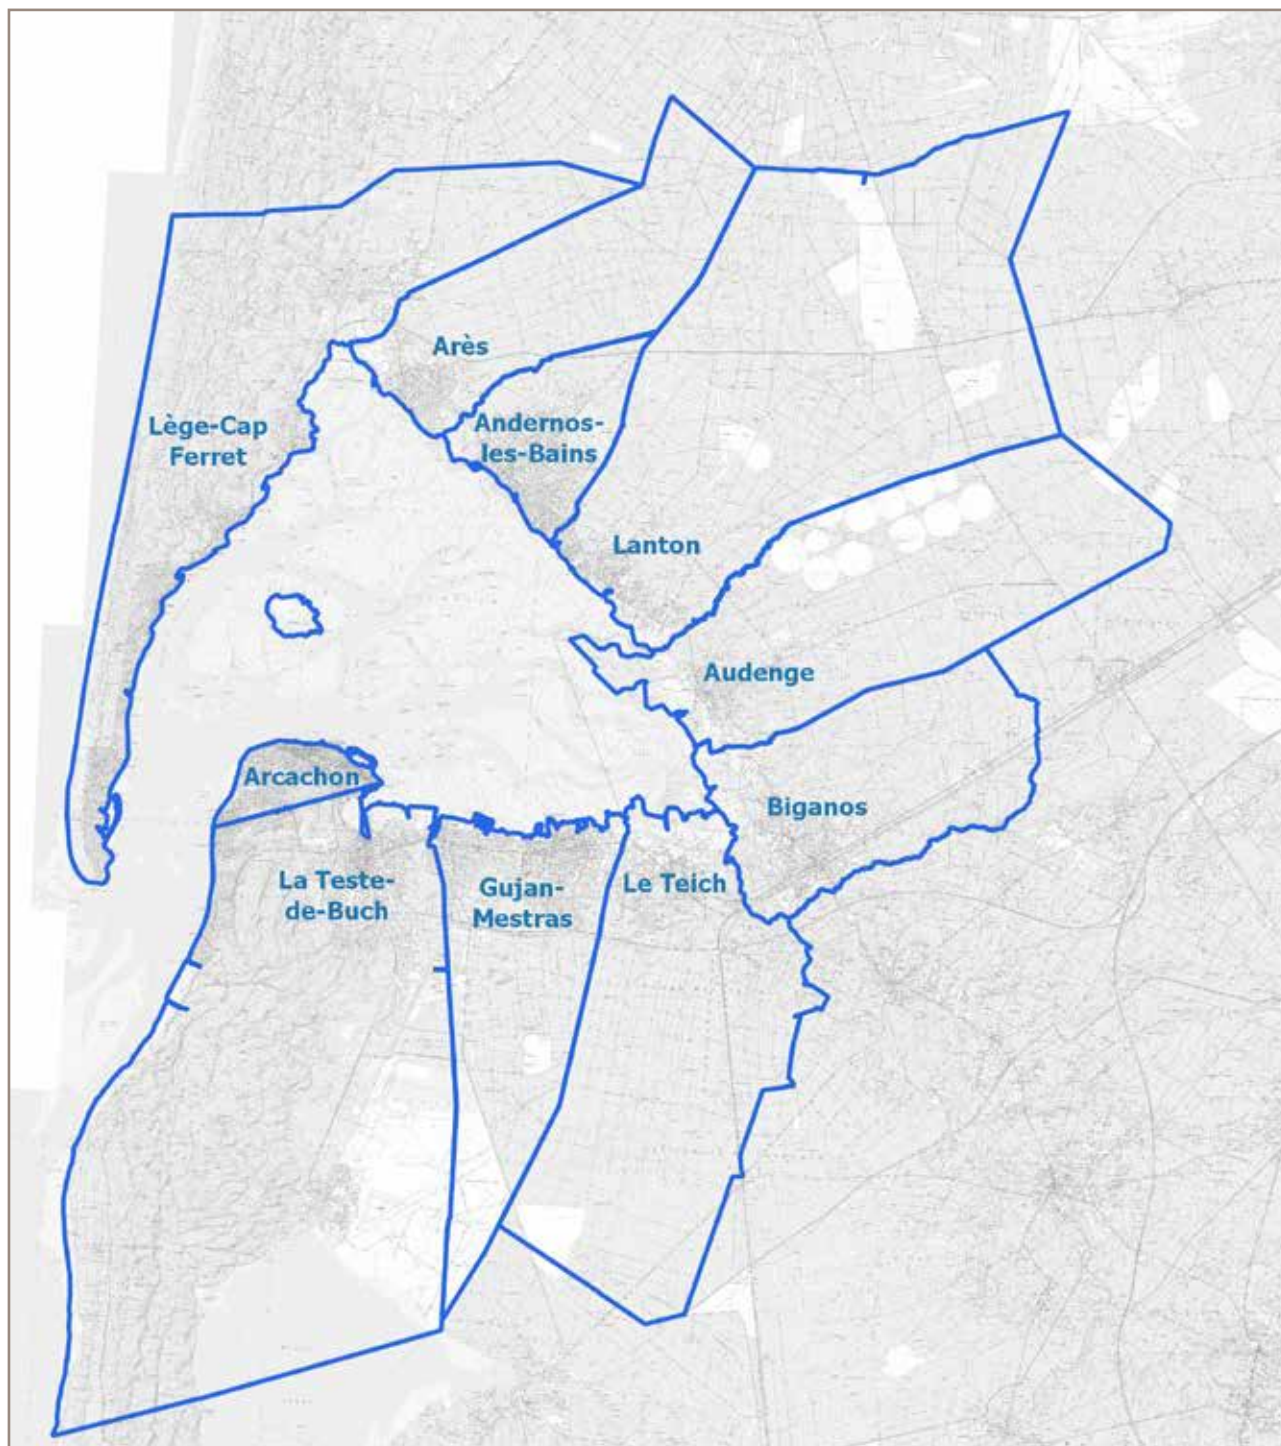 Arès
Lège-Cap
Ferret
Andernos-
les-Bains
Lanton
Audenge
Arcachon
Biganos
La Teste-
de-Buch
Gujan-
Mestras
Le Teich